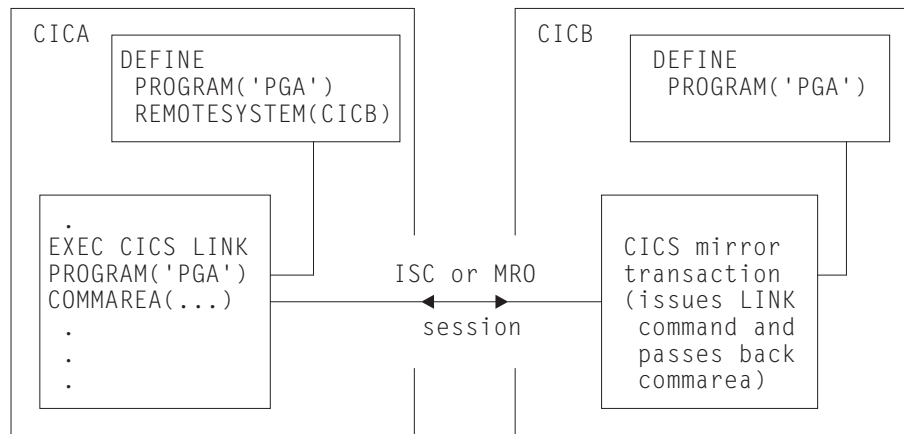 CICA
DEFINE
PROGRAM('PGA')
REMOTESYSTEM(CICB)
.
EXEC CICS LINK
PROGRAM('PGA')
COMMAREA(...)
.
.
.
ISC or MRO
session
CICB
DEFINE
PROGRAM('PGA')
CICS mirror
transaction
(issues LINK
command and
passes back
commarea)